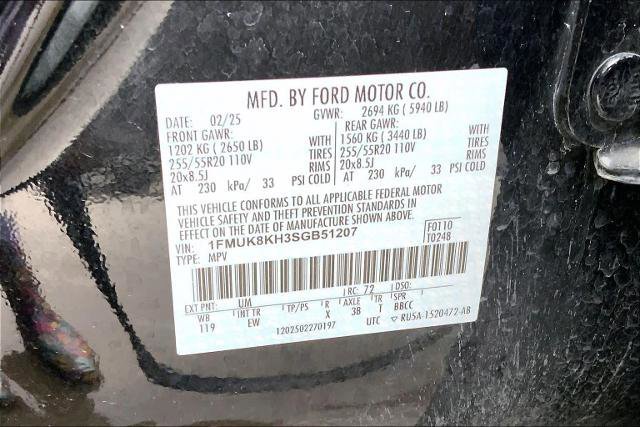 MFD. BY FORD MOTOR CO.
DATE: 02/25 GVWR: 2694 KG ( 5940 LB)
FRONT GAWR: REAR GAWR:
1202 KG ( 2650 LB) WITH 1560 KG ( 3440 LB) WITH
255/55R20 110V TIRES 255/55R20 110V TIRES
20x8.5J RIMS 20x8.5J RIMS
AT 230 kPa/ 33 PSI COLD AT 230 kPa/ 33 PSI COLD
THIS VEHICLE CONFORMS TO ALL APPLICABLE FEDERAL MOTOR
VEHICLE SAFETY AND THEFT PREVENTION STANDARDS IN
EFFECT ON THE DATE OF MANUFACTURE SHOWN ABOVE.
VIN: 1FMUK8KH3SGB51207 F0110
TYPE: MPV T0248
EXT PNT: UM RC: 72 DSO:
WB INT TR TP/PS R AXLE TR SPR
119 EW X 38 T BBCC
1202502270197 UTC ▽ RU5A-1520472-AB